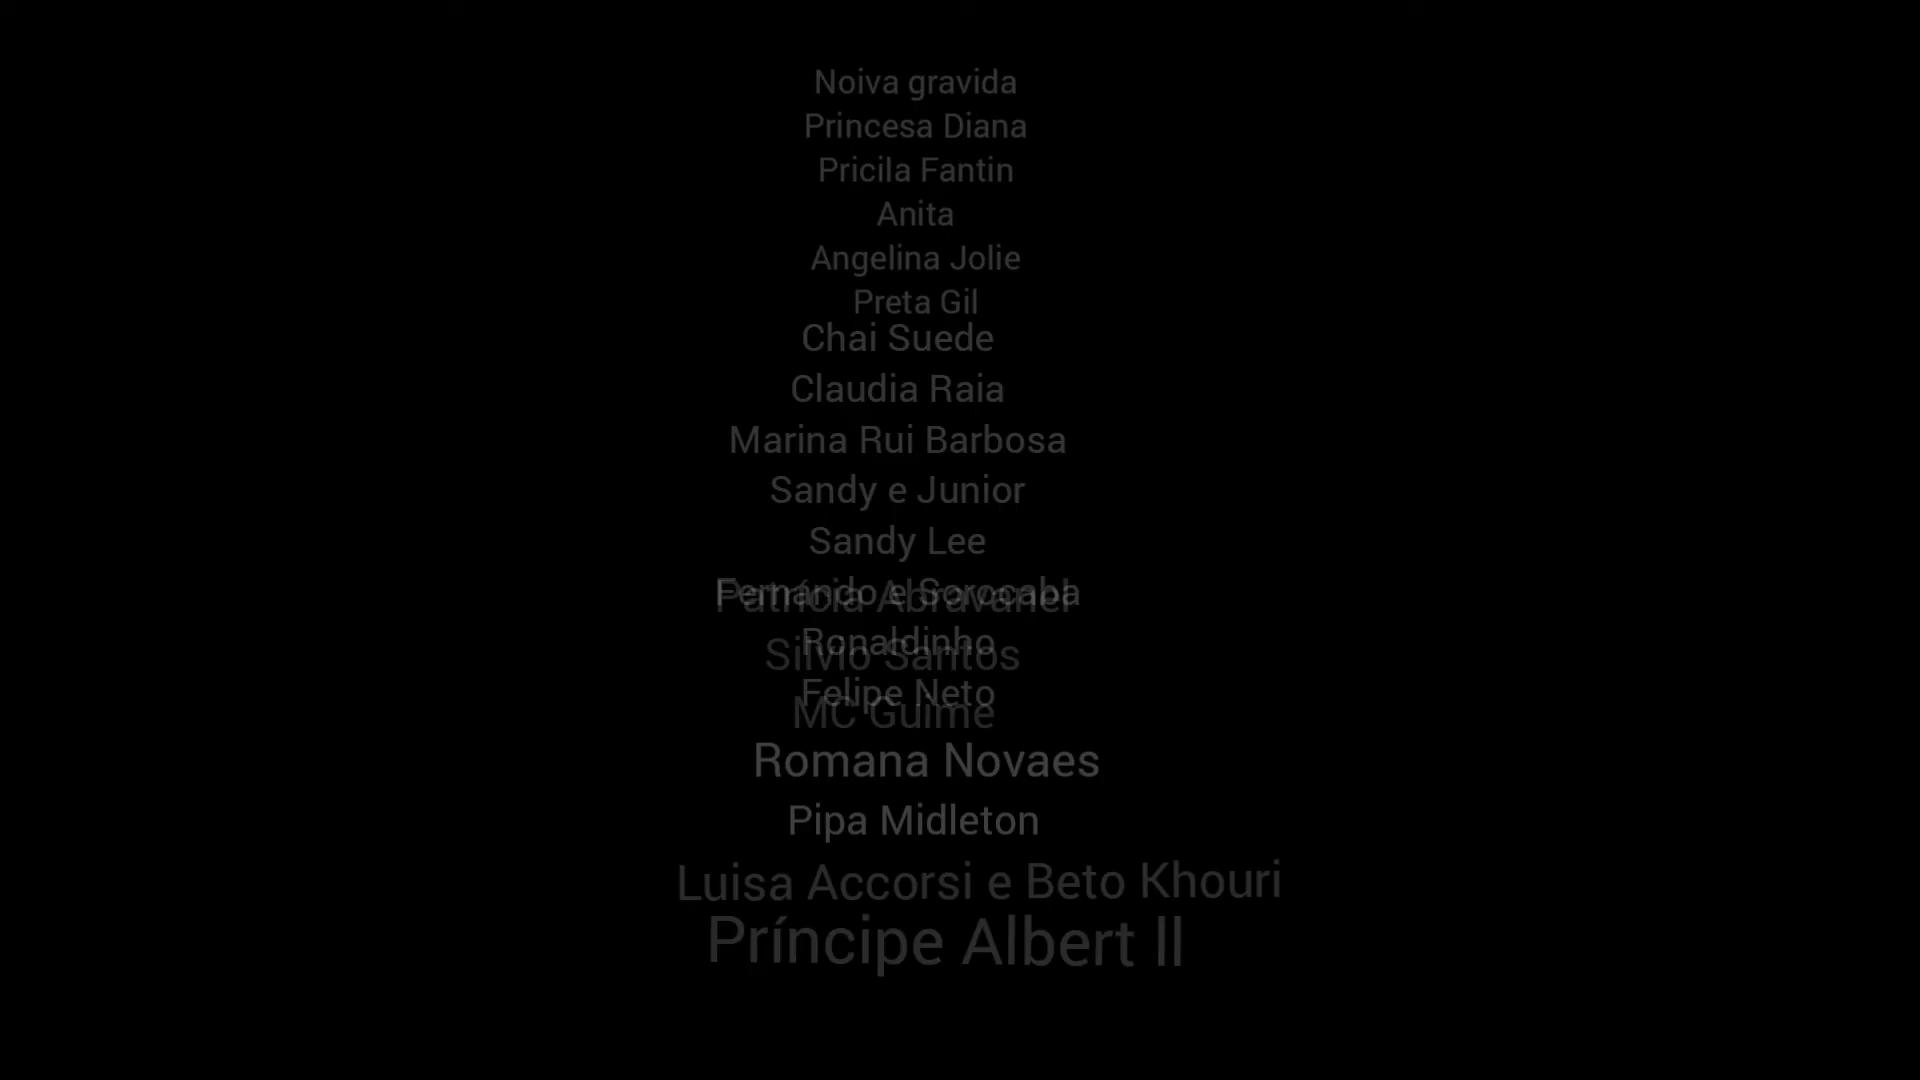 Noiva gravida
Princesa Diana
Pricila Fantin
Anita
Angelina Jolie
Preta Gil
Chai Suede
Claudia Raia
Marina Rui Barbosa
Sandy e Junior
Sandy Lee
Fernando e Sorocaba
Patrícia Abravanel
Ronaldinho
Silvio Santos
Felipe Neto
MC Guime
Romana Novaes
Pipa Midleton
Luisa Accorsi e Beto Khouri
Príncipe Albert ll